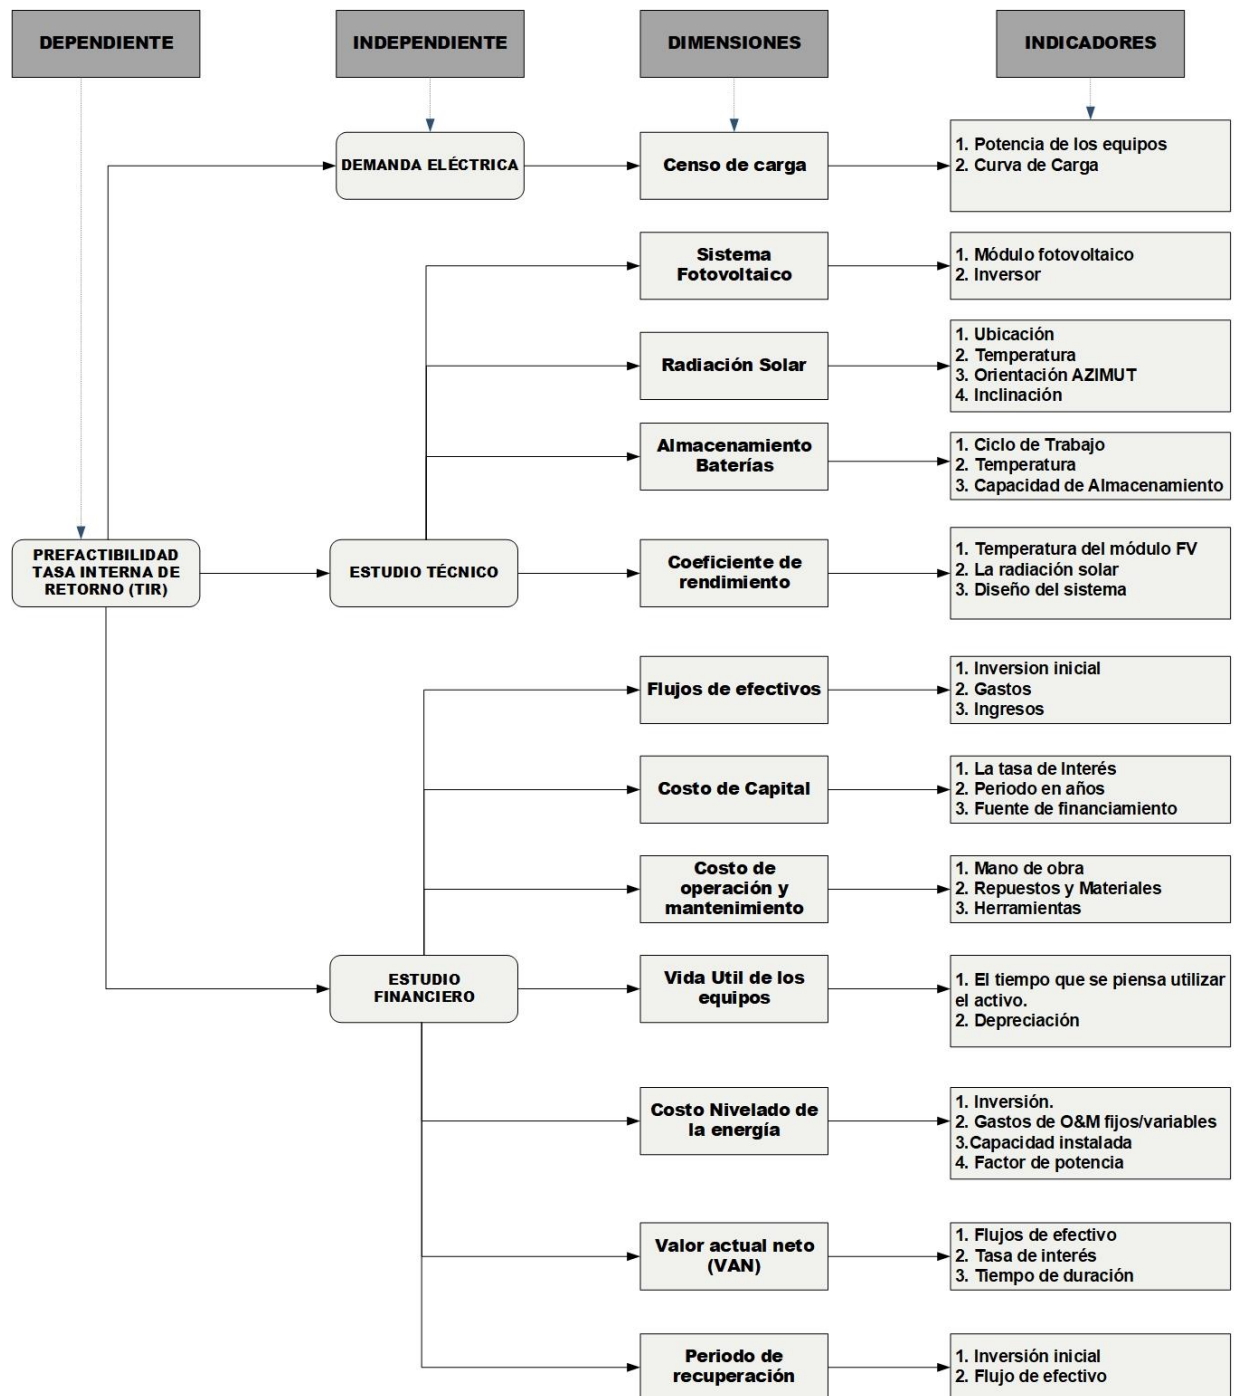 DEPENDIENTE
INDEPENDIENTE
DIMENSIONES
INDICADORES
DEMANDA ELÉCTRICA
Censo de carga
1. Potencia de los equipos
2. Curva de Carga
Sistema
Fotovoltaico
1. Módulo fotovoltaico
2. Inversor
Radiación Solar
1. Ubicación
2. Temperatura
3. Orientación AZIMUT
4. Inclinación
Almacenamiento
Baterías
1. Ciclo de Trabajo
2. Temperatura
3. Capacidad de Almacenamiento
PREFACTIBILIDAD
TASA INTERNA DE
RETORNO (TIR)
ESTUDIO TÉCNICO
Coeficiente de
rendimiento
1. Temperatura del módulo FV
2. La radiación solar
3. Diseño del sistema
Flujos de efectivos
1. Inversion inicial
2. Gastos
3. Ingresos
Costo de Capital
1. La tasa de Interés
2. Periodo en años
3. Fuente de financiamiento
Costo de
operación y
mantenimiento
1. Mano de obra
2. Repuestos y Materiales
3. Herramientas
ESTUDIO
FINANCIERO
Vida Util de los
equipos
1. El tiempo que se piensa utilizar
el activo.
2. Depreciación
Costo Nivelado de
la energía
1. Inversión.
2. Gastos de O&M fijos/variables
3.Capacidad instalada
4. Factor de potencia
Valor actual neto
(VAN)
1. Flujos de efectivo
2. Tasa de interés
3. Tiempo de duración
Periodo de
recuperación
1. Inversión inicial
2. Flujo de efectivo